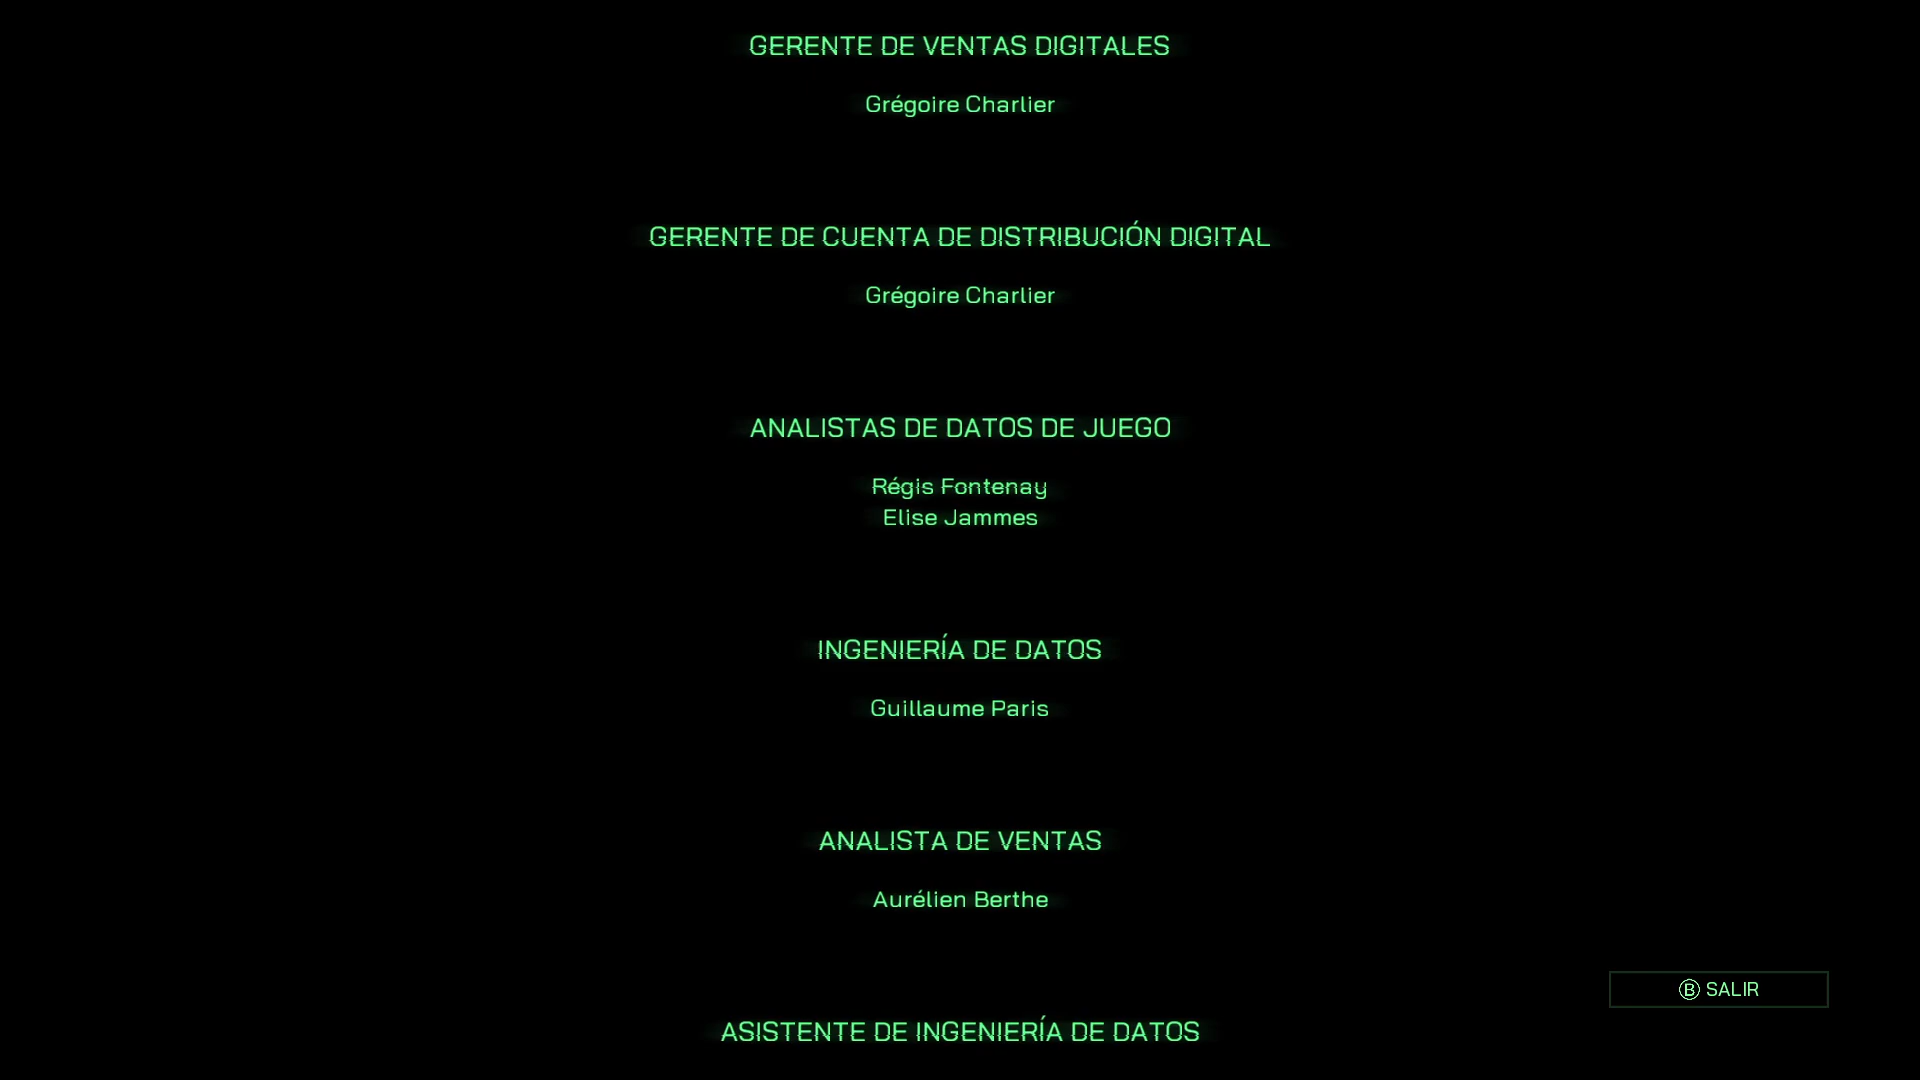 GERENTE DE VENTAS DIGITALES
Grégoire Charlier
GERENTE DE CUENTA DE DISTRIBUCIÓN DIGITAL
Grégoire Charlier
ANALISTAS DE DATOS DE JUEGO
Régis Fontenay
Elise Jammes
INGENIERÍA DE DATOS
Guillaume Paris
ANALISTA DE VENTAS
Aurélien Berthe
Ⓑ SALIR
ASISTENTE DE INGENIERÍA DE DATOS